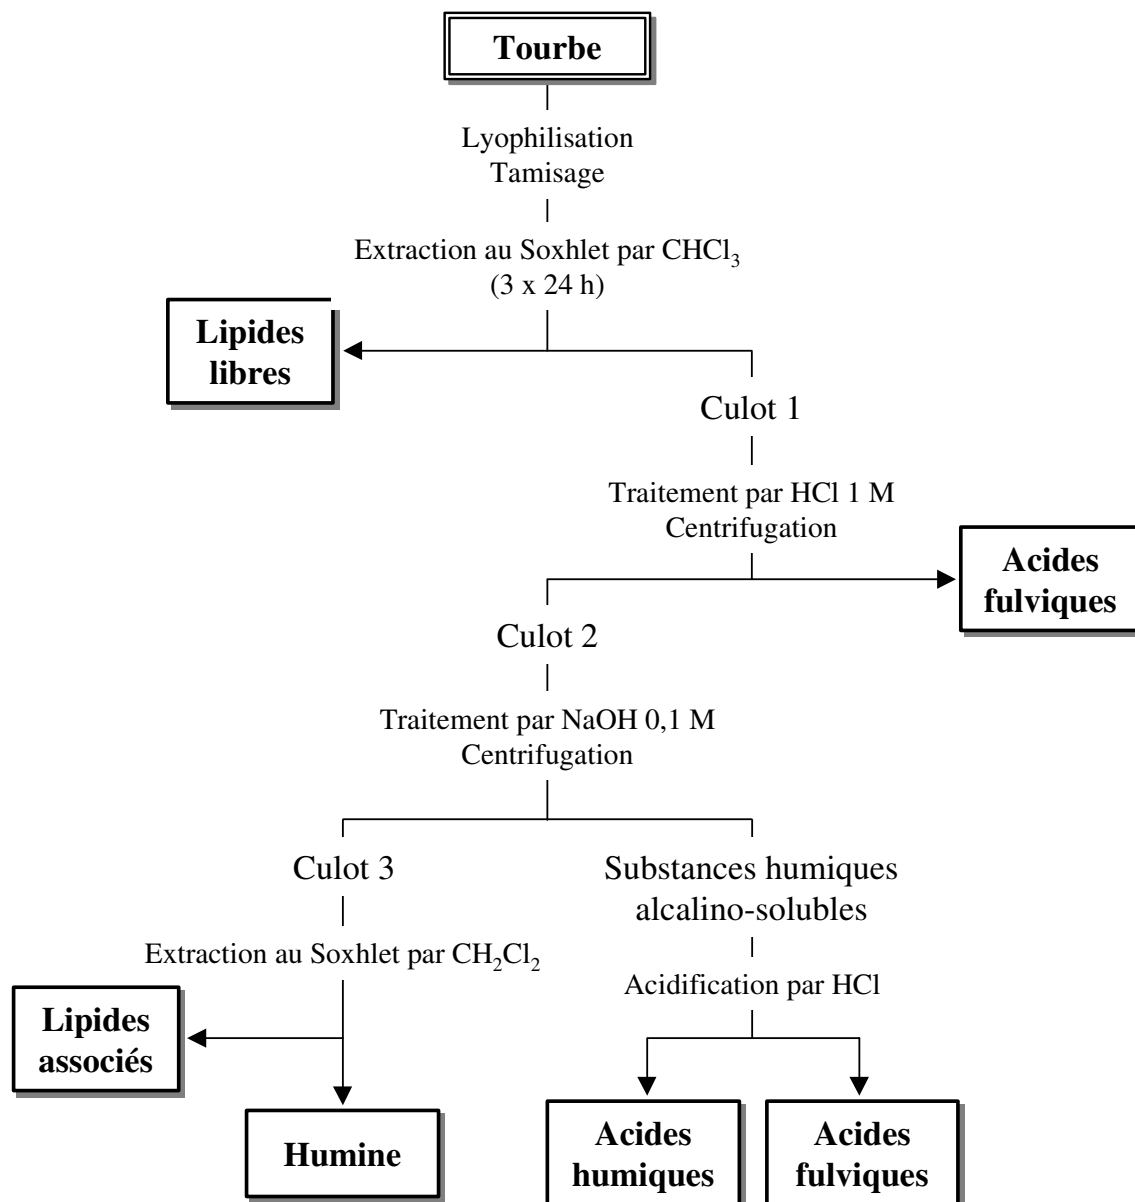 Tourbe
Lyophilisation
Tamisage
Extraction au Soxhlet par CHCl₃
(3 x 24 h)
Lipides
libres
Culot 1
Traitement par HCl 1 M
Centrifugation
Acides
fulviques
Culot 2
Traitement par NaOH 0,1 M
Centrifugation
Culot 3
Substances humiques
alcalino-solubles
Extraction au Soxhlet par CH₂Cl₂
Acidification par HCl
Lipides
associés
Humine
Acides
humiques
Acides
fulviques